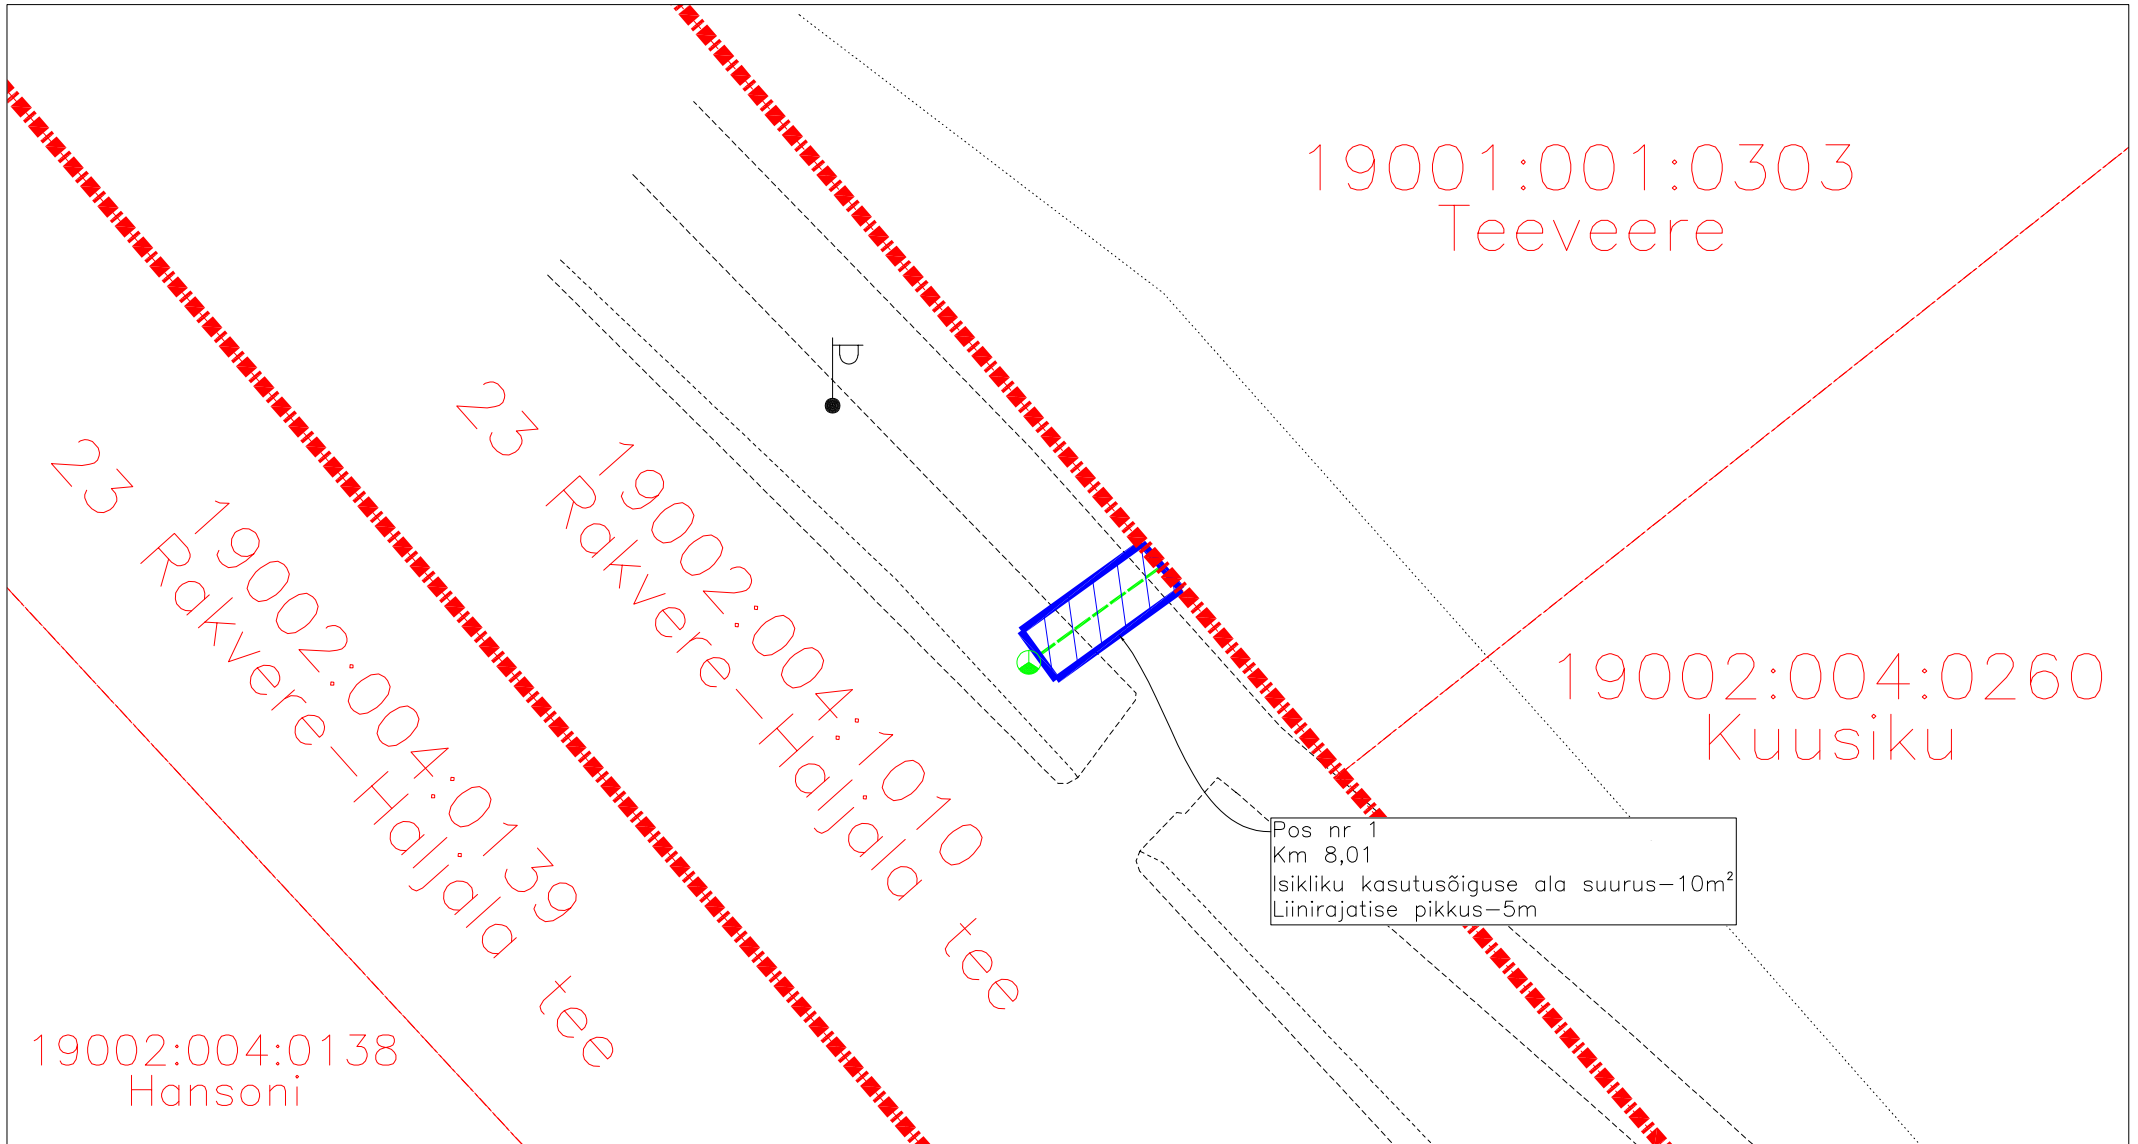 19001:001:0303
Teeveere
19002:004:1010
23 Rakvere-Haljala tee
19002:004:0139
23 Rakvere-Haljala tee
19002:004:0260
Kuusiku
Pos nr 1
Km 8,01
Isikliku kasutusõiguse ala suurus-10m²
Liinirajatise pikkus-5m
19002:004:0138
Hansoni